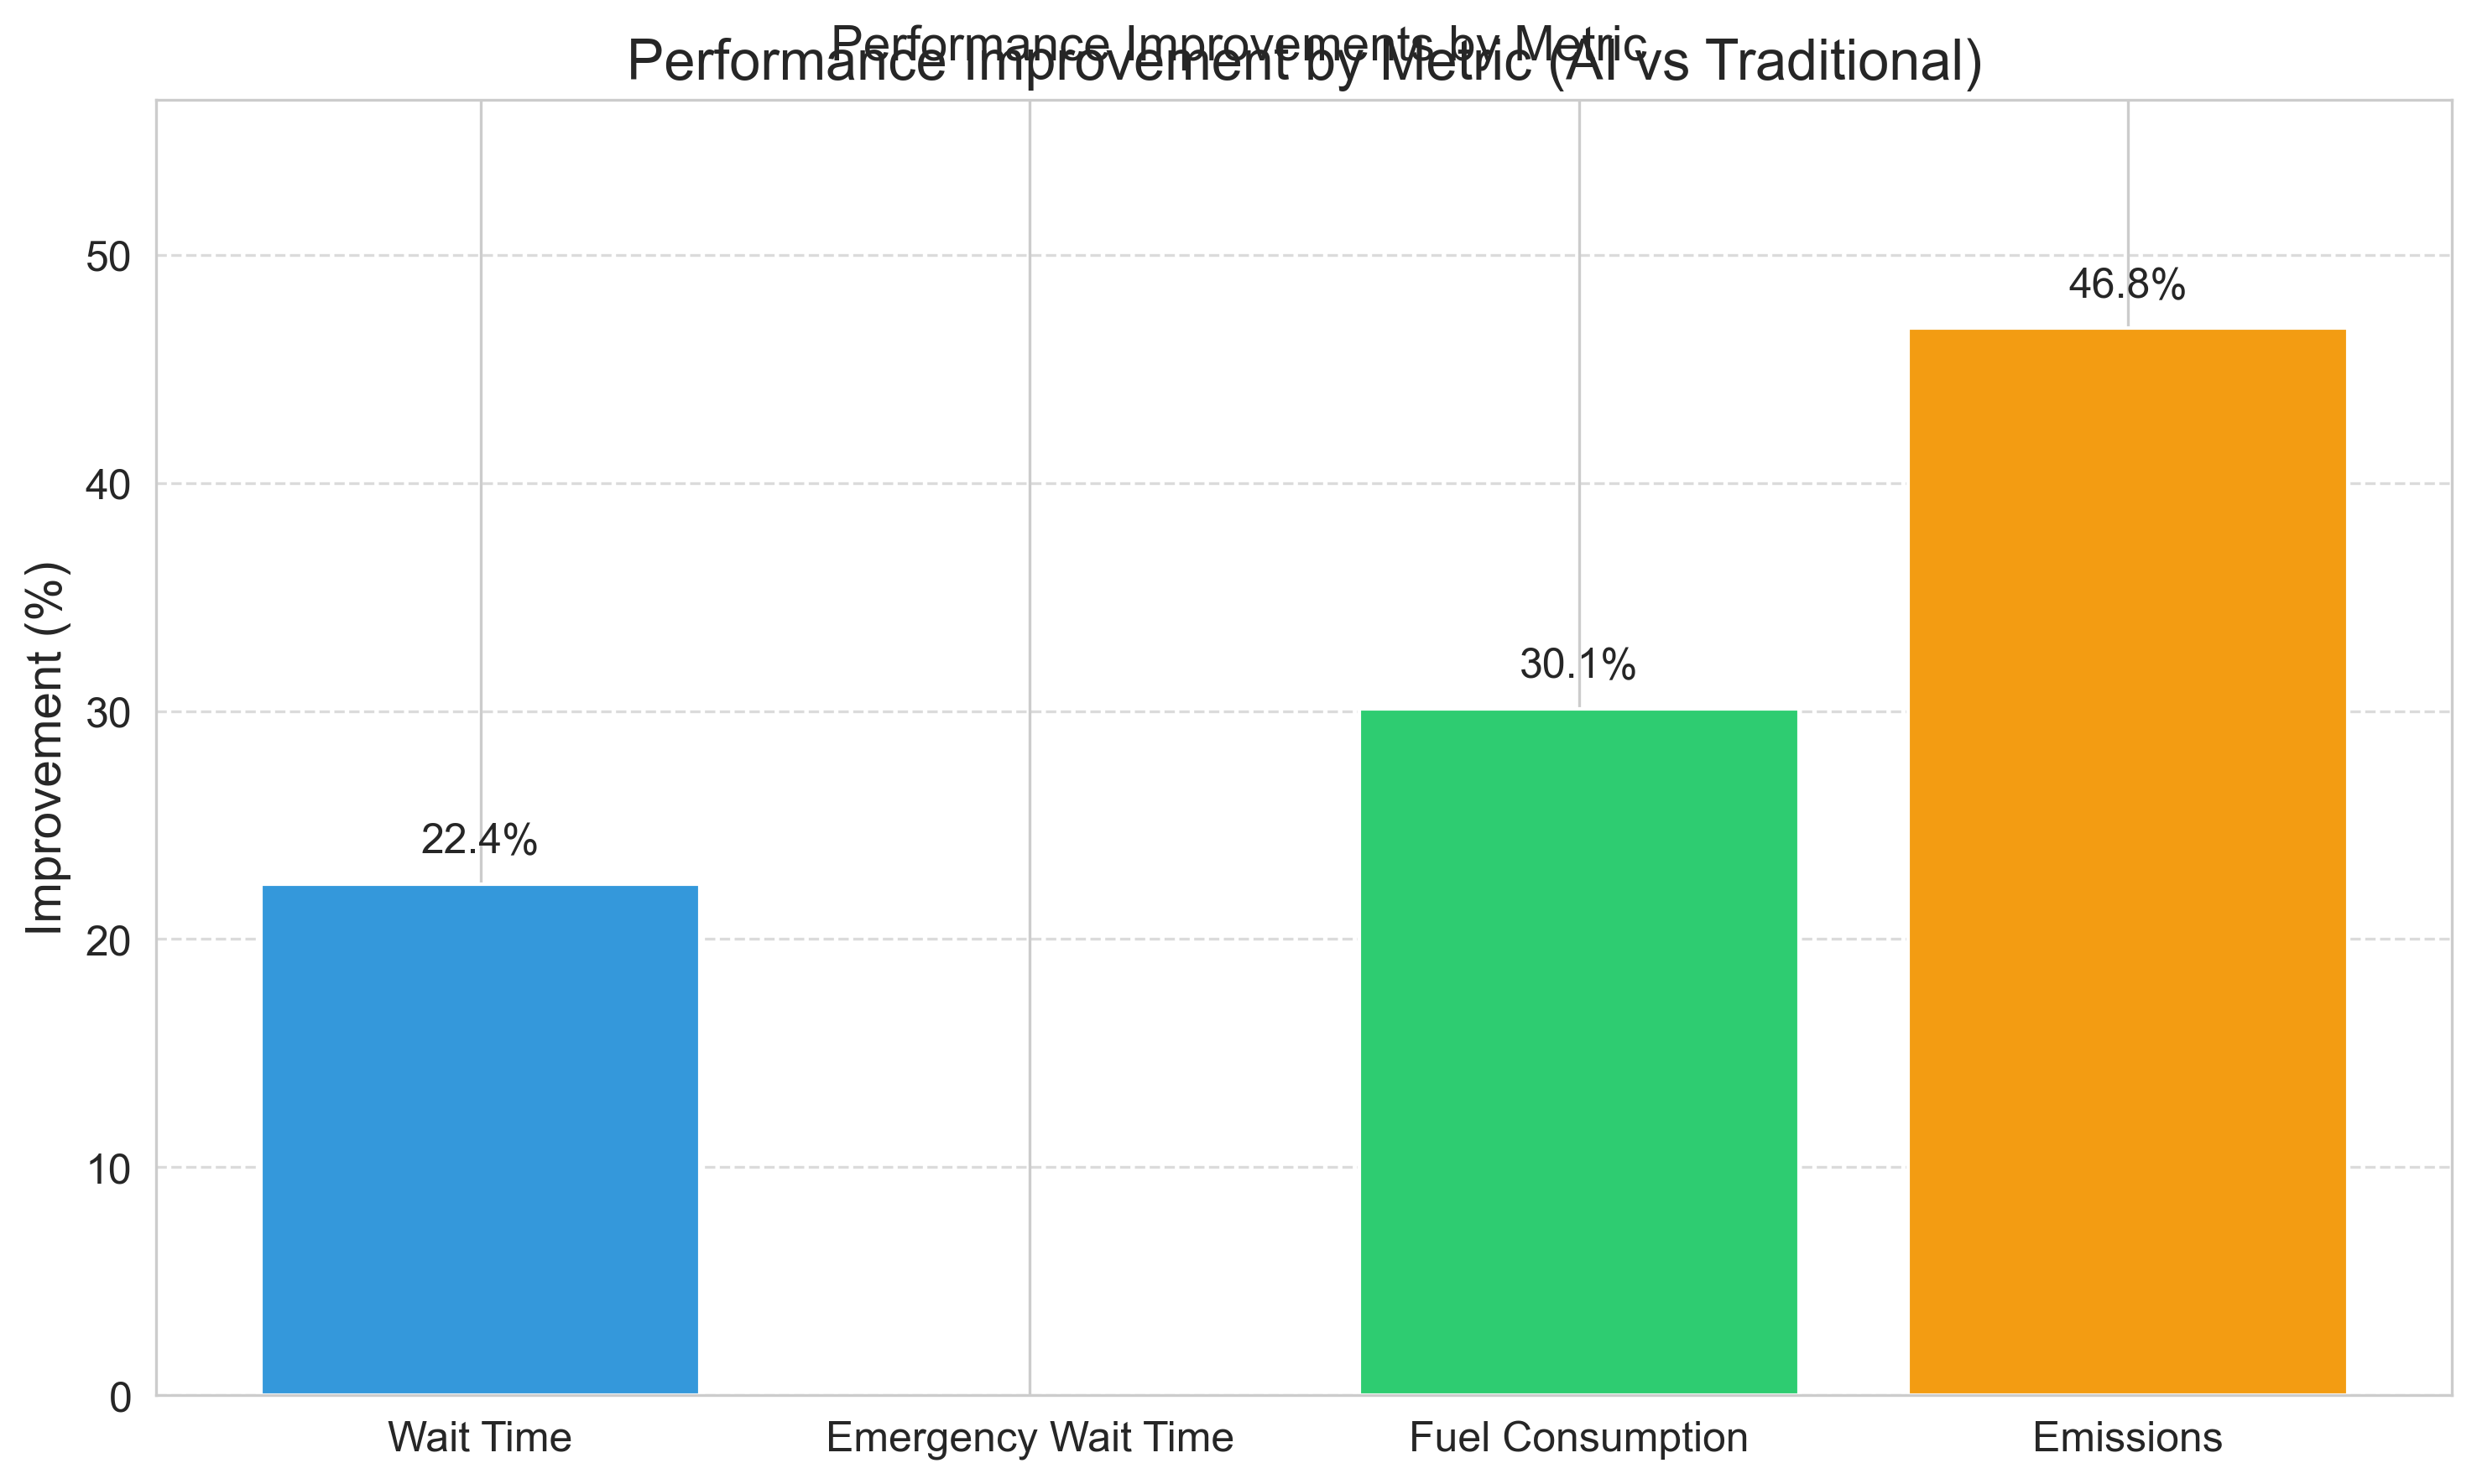 Performance Improvements by Metric
Performance Improvement by Metric (AI vs Traditional)
Improvement (%)
50
40
30
20
10
0
46.8%
30.1%
22.4%
Wait Time
Emergency Wait Time
Fuel Consumption
Emissions